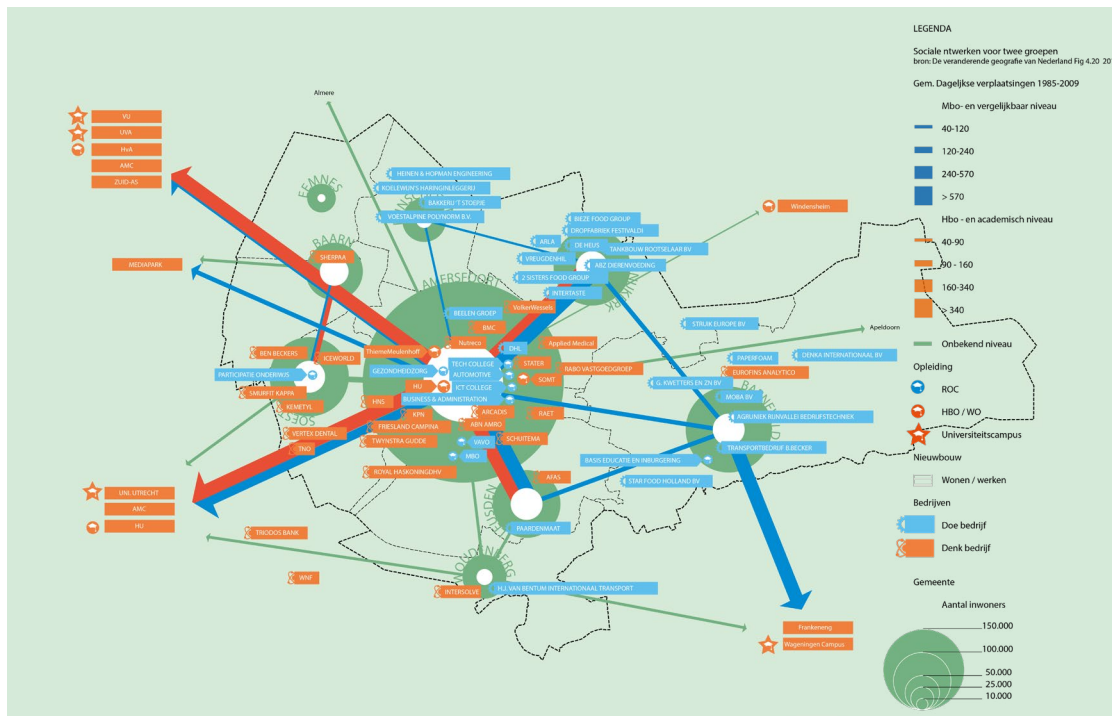 LEGENDA
Sociale ntwerken voor twee groepen
bron: De veranderende geografie van Nederland Fig 4.20 20
Gem. Dagelijkse verplaatsingen 1985-2009
Mbo- en vergelijkbaar niveau
40-120
120-240
240-570
> 570
Hbo - en academisch niveau
40-90
90 - 160
160-340
> 340
Onbekend niveau
Opleiding
ROC
HBO / WO
Universiteitscampus
Nieuwbouw
Wonen / werken
Bedrijven
Doe bedrijf
Denk bedrijf
Gemeente
Aantal inwoners
150.000
100.000
50.000
25.000
10.000
Almere
VU
UVA
HvA
AMC
ZUID-AS
MEDIAPARK
EEMNES
BAARN
SHERPAA
HEINEN & HOPMAN ENGINEERING
KOELEWIJN'S HARINGINLEGGERIJ
BAKKERIJ 'T STOEPJE
VOESTALPINE POLYNORM B.V.
BIEZE FOOD GROUP
DROPFABRIEK FESTIVALDI
ARLA
DE HEUS
TANKBOUW ROOTSELAAR BV
VREUGDENHIL
ABZ DIERENVOEDING
2 SISTERS FOOD GROUP
INTERTASTE
Windensheim
AMERSFOORT
BEELEN GROEP
VolkerWessels
BMC
Nutreco
DHL
Applied Medical
STRUIK EUROPE BV
Apeldoorn
BEN BECKERS
ICEWORLD
ThiemeMeulenhoff
TECH COLLEGE
STATER
RABO VASTGOEDGROEP
PAPERFOAM
DENKA INTERNATIONAAL BV
EUROFINS ANALYTICO
PARTICIPATIE ONDERWIJS
GEZONDHEIDZORG
AUTOMOTIVE
SOMT
G. KWETTERS EN ZN BV
SMURFIT KAPPA
HU
ICT COLLEGE
MOBA BV
KEMETYL
HNS
BUSINESS & ADMINISTRATION
KPN
ARCADIS
RAET
AGRUNIEK RIJNVALLEI BEDRIJFSTECHNIEK
SOEST
VERTEX DENTAL
FRIESLAND CAMPINA
ABN AMRO
TNO
TWYNSTRA GUDDE
VAVO
SCHUITEMA
TRANSPORTBEDRIJF B.BECKER
MBO
BASIS EDUCATIE EN INBURGERING
ROYAL HASKONINGDHV
AFAS
STAR FOOD HOLLAND BV
LEUSDEN
UNI. UTRECHT
AMC
HU
PAARDENMAAT
TRIODOS BANK
WNF
INTERSOLVE
H.J. VAN BENTUM INTERNATIONAAL TRANSPORT
Frankeneng
Wageningen Campus